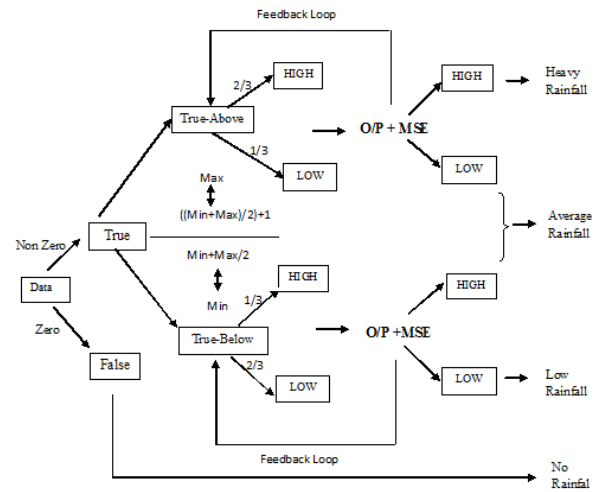 Feedback Loop
HIGH
2/3
True-Above
1/3
LOW
O/P + MSE
HIGH
Heavy
Rainfall
LOW
Max
((Min+Max)/2)+1
True
Min+Max/2
Min
Average
Rainfall
Non Zero
Data
Zero
False
HIGH
1/3
True-Below
2/3
LOW
O/P +MSE
HIGH
LOW
Low
Rainfall
Feedback Loop
No
Rainfal